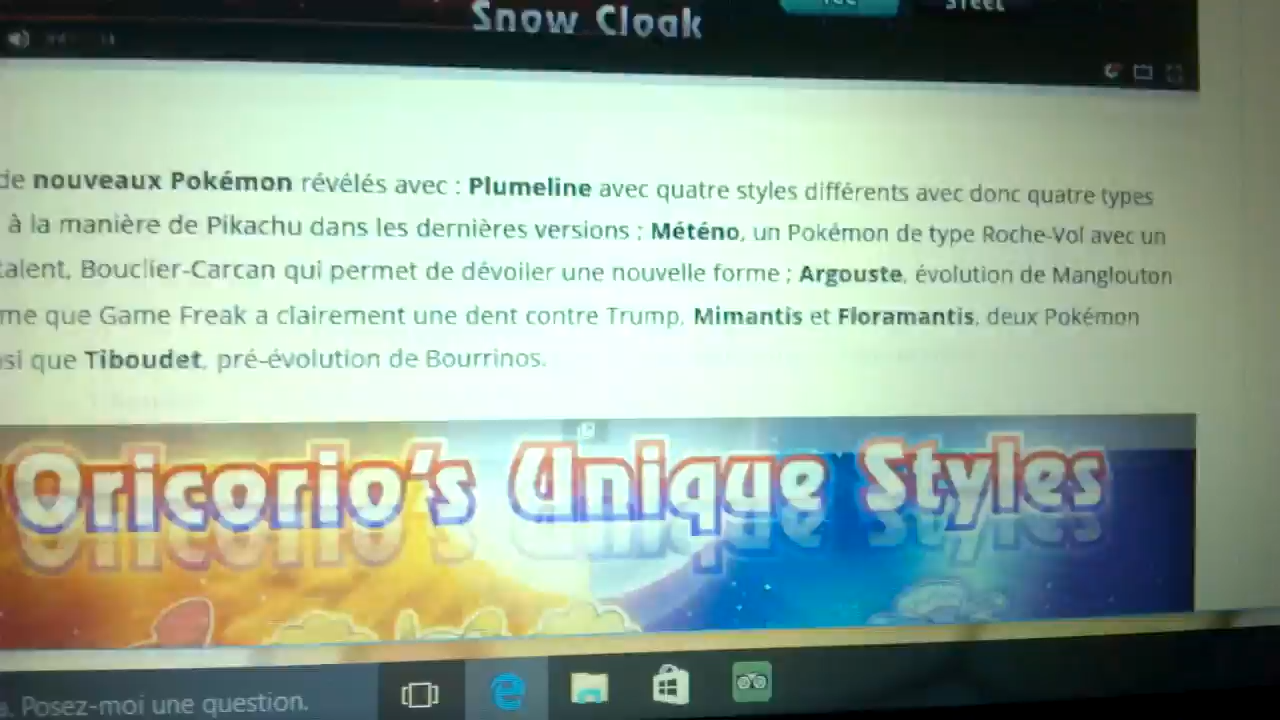 ICE STEEL
Snow Cloak
de nouveaux Pokémon révélés avec : Plumeline avec quatre styles différents avec donc quatre types
à la manière de Pikachu dans les dernières versions ; Météno, un Pokémon de type Roche-Vol avec un
talent, Bouclier-Carcan qui permet de dévoiler une nouvelle forme ; Argouste, évolution de Manglouton
me que Game Freak a clairement une dent contre Trump, Mimantis et Floramantis, deux Pokémon
si que Tiboudet, pré-évolution de Bourrinos.
Oricorio's Unique Styles
Posez-moi une question.